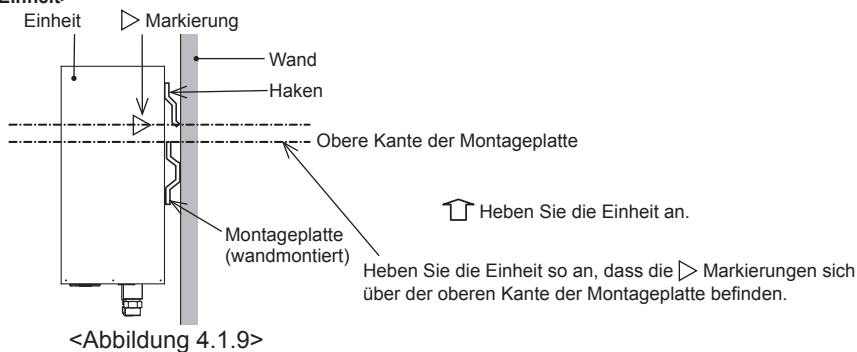 Einheit
Einheit
▷ Markierung
Wand
Haken
Obere Kante der Montageplatte
Heben Sie die Einheit an.
Montageplatte
(wandmontiert)
Heben Sie die Einheit so an, dass die ▷ Markierungen sich
über der oberen Kante der Montageplatte befinden.
<Abbildung 4.1.9>